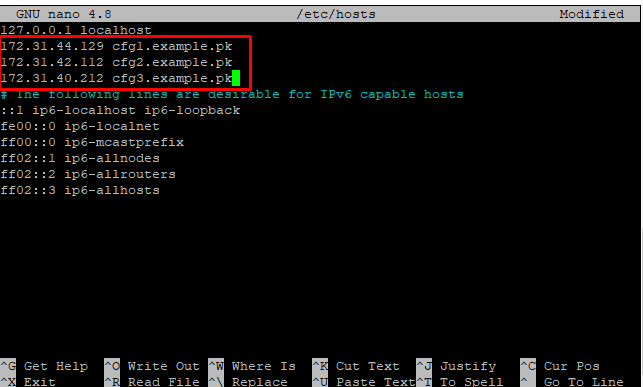 GNU nano 4.8 /etc/hosts Modified
127.0.0.1 localhost
172.31.44.129 cfg1.example.pk
172.31.42.112 cfg2.example.pk
172.31.40.212 cfg3.example.pk
# The following lines are desirable for IPv6 capable hosts
::1 ip6-localhost ip6-loopback
fe00::0 ip6-localnet
ff00::0 ip6-mcastprefix
ff02::1 ip6-allnodes
ff02::2 ip6-allrouters
ff02::3 ip6-allhosts
^G Get Help ^O Write Out ^W Where Is ^K Cut Text ^J Justify ^C Cur Pos
^X Exit ^R Read File ^\ Replace ^U Paste Text ^T To Spell ^_ Go To Line